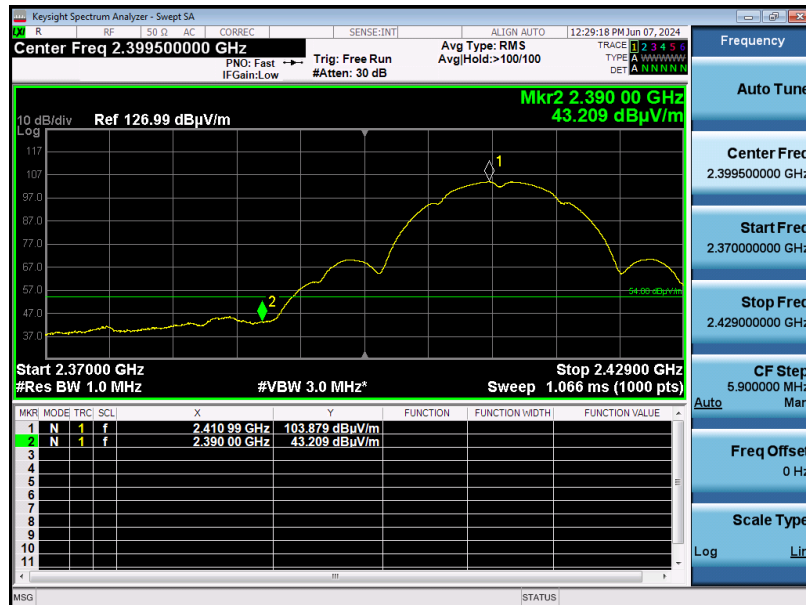 Keysight Spectrum Analyzer - Swept SA
LXI R RF 50 Ω AC CORREC SENSE:INT ALIGN AUTO 12:29:18 PM Jun 07, 2024
Center Freq 2.399500000 GHz
PNO: Fast
IFGain:Low
Trig: Free Run
#Atten: 30 dB
Avg Type: RMS
Avg|Hold:>100/100
TRACE 1 2 3 4 5 6
TYPE A WWWWW
DET A N N N N N
Mkr2 2.390 00 GHz
43.209 dBµV/m
10 dB/div Ref 126.99 dBµV/m
Log
117
107
97.0
87.0
77.0
67.0
57.0
47.0
37.0
1
2
54.00 dBµV/m
Start 2.37000 GHz Stop 2.42900 GHz
#Res BW 1.0 MHz #VBW 3.0 MHz* Sweep 1.066 ms (1000 pts)
MKR MODE TRC SCL X Y FUNCTION FUNCTION WIDTH FUNCTION VALUE
1 N 1 f 2.410 99 GHz 103.879 dBµV/m
2 N 1 f 2.390 00 GHz 43.209 dBµV/m
3
4
5
6
7
8
9
10
11
MSG STATUS
Frequency
Auto Tune
Center Freq
2.399500000 GHz
Start Freq
2.370000000 GHz
Stop Freq
2.429000000 GHz
CF Step
5.900000 MHz
Auto Man
Freq Offset
0 Hz
Scale Type
Log Lin